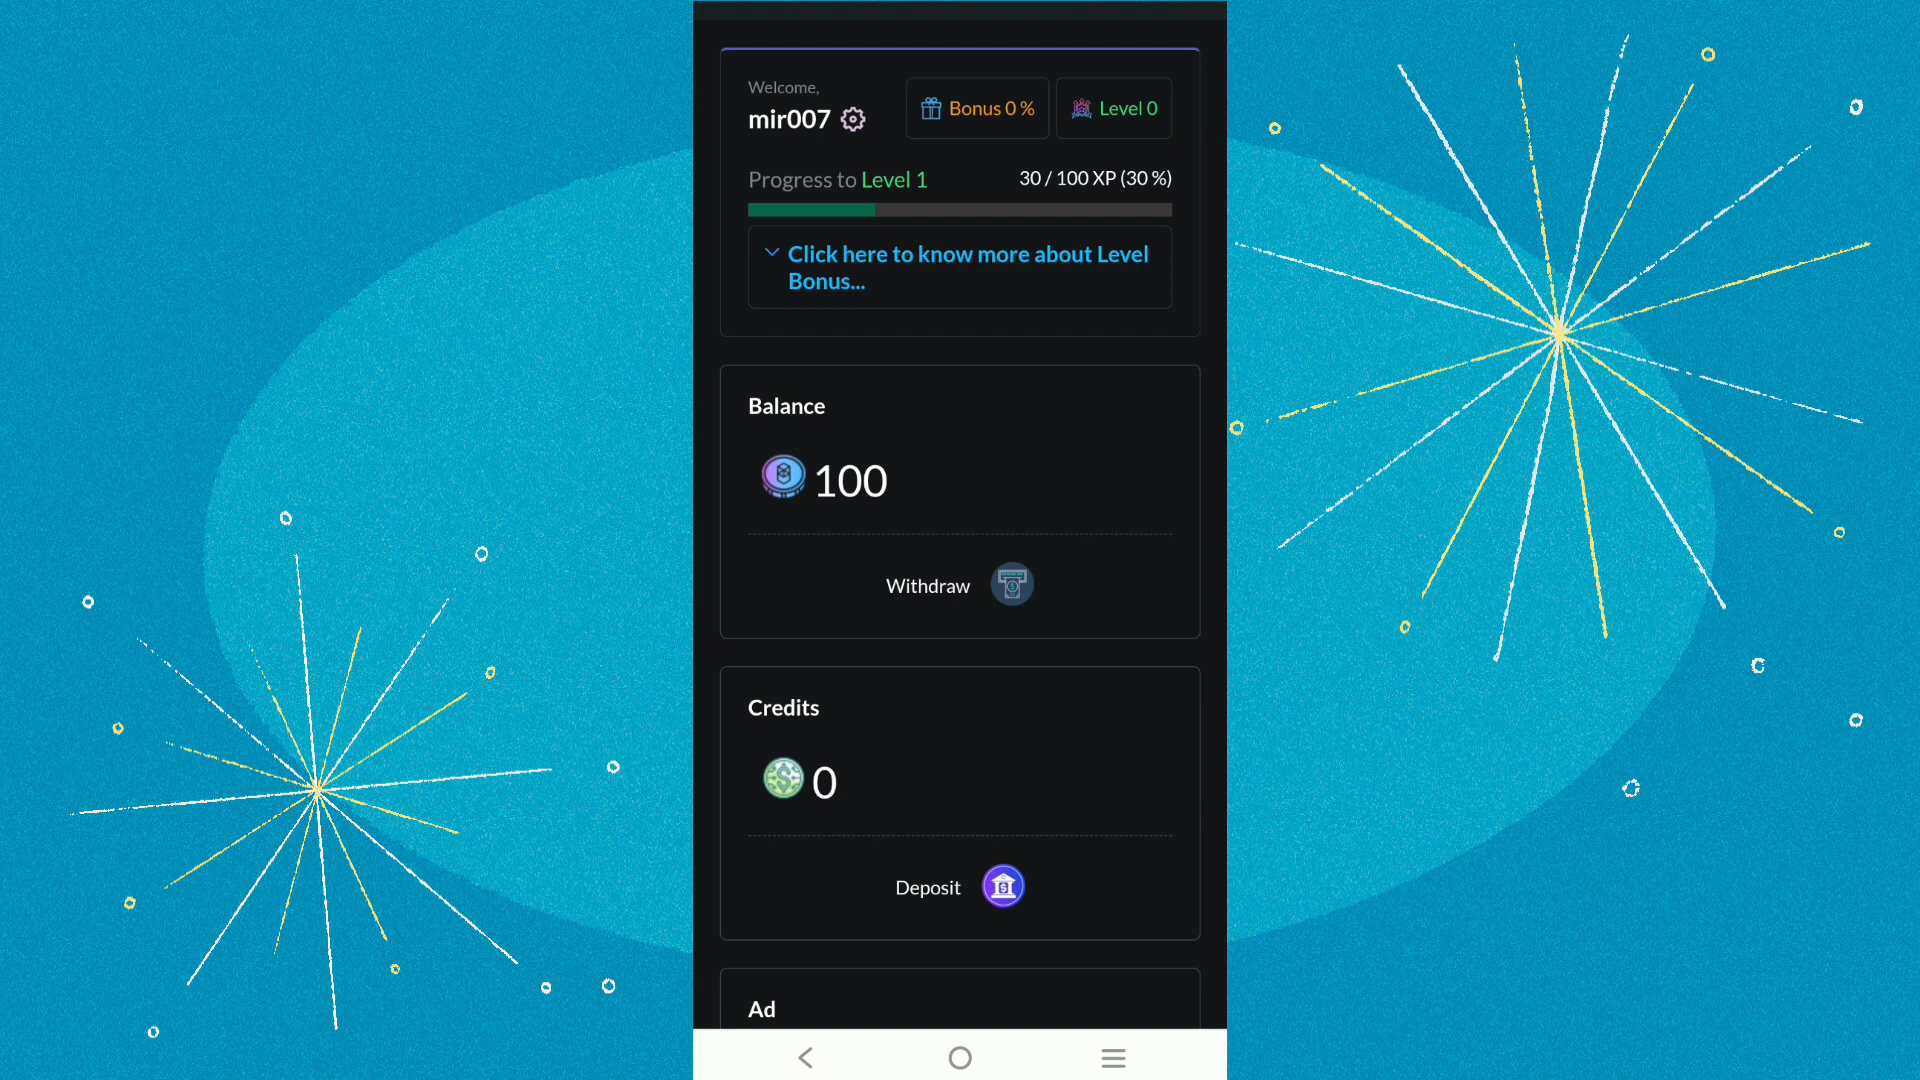 Welcome,
mir007
Bonus 0 %
Level 0
Progress to Level 1
30 / 100 XP (30 %)
Click here to know more about Level
Bonus...
Balance
100
Withdraw
Credits
0
Deposit
Ad